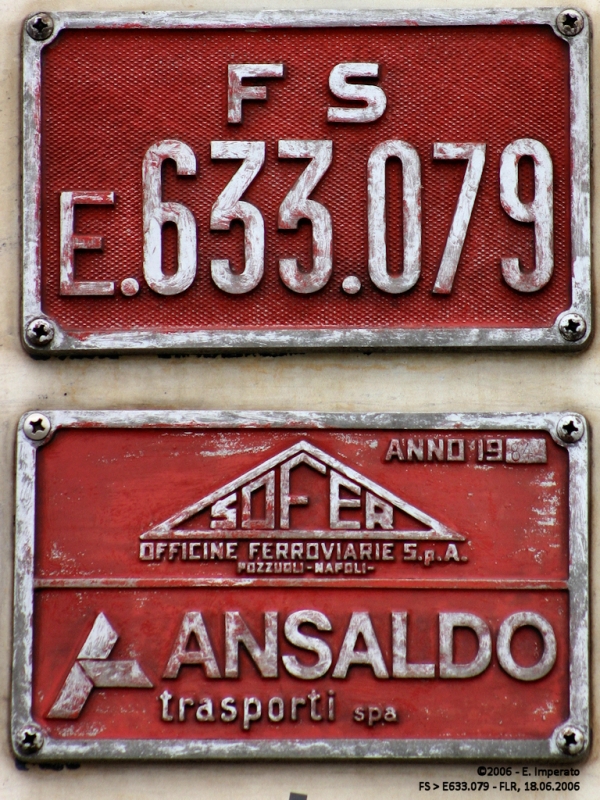 FS
E.633.079
ANNO 19
SOFER
OFFICINE FERROVIARIE S.p.A.
POZZUOLI-NAPOLI-
ANSALDO
trasporti spa
©2006 - E. Imperato
FS > E633.079 - FLR, 18.06.2006